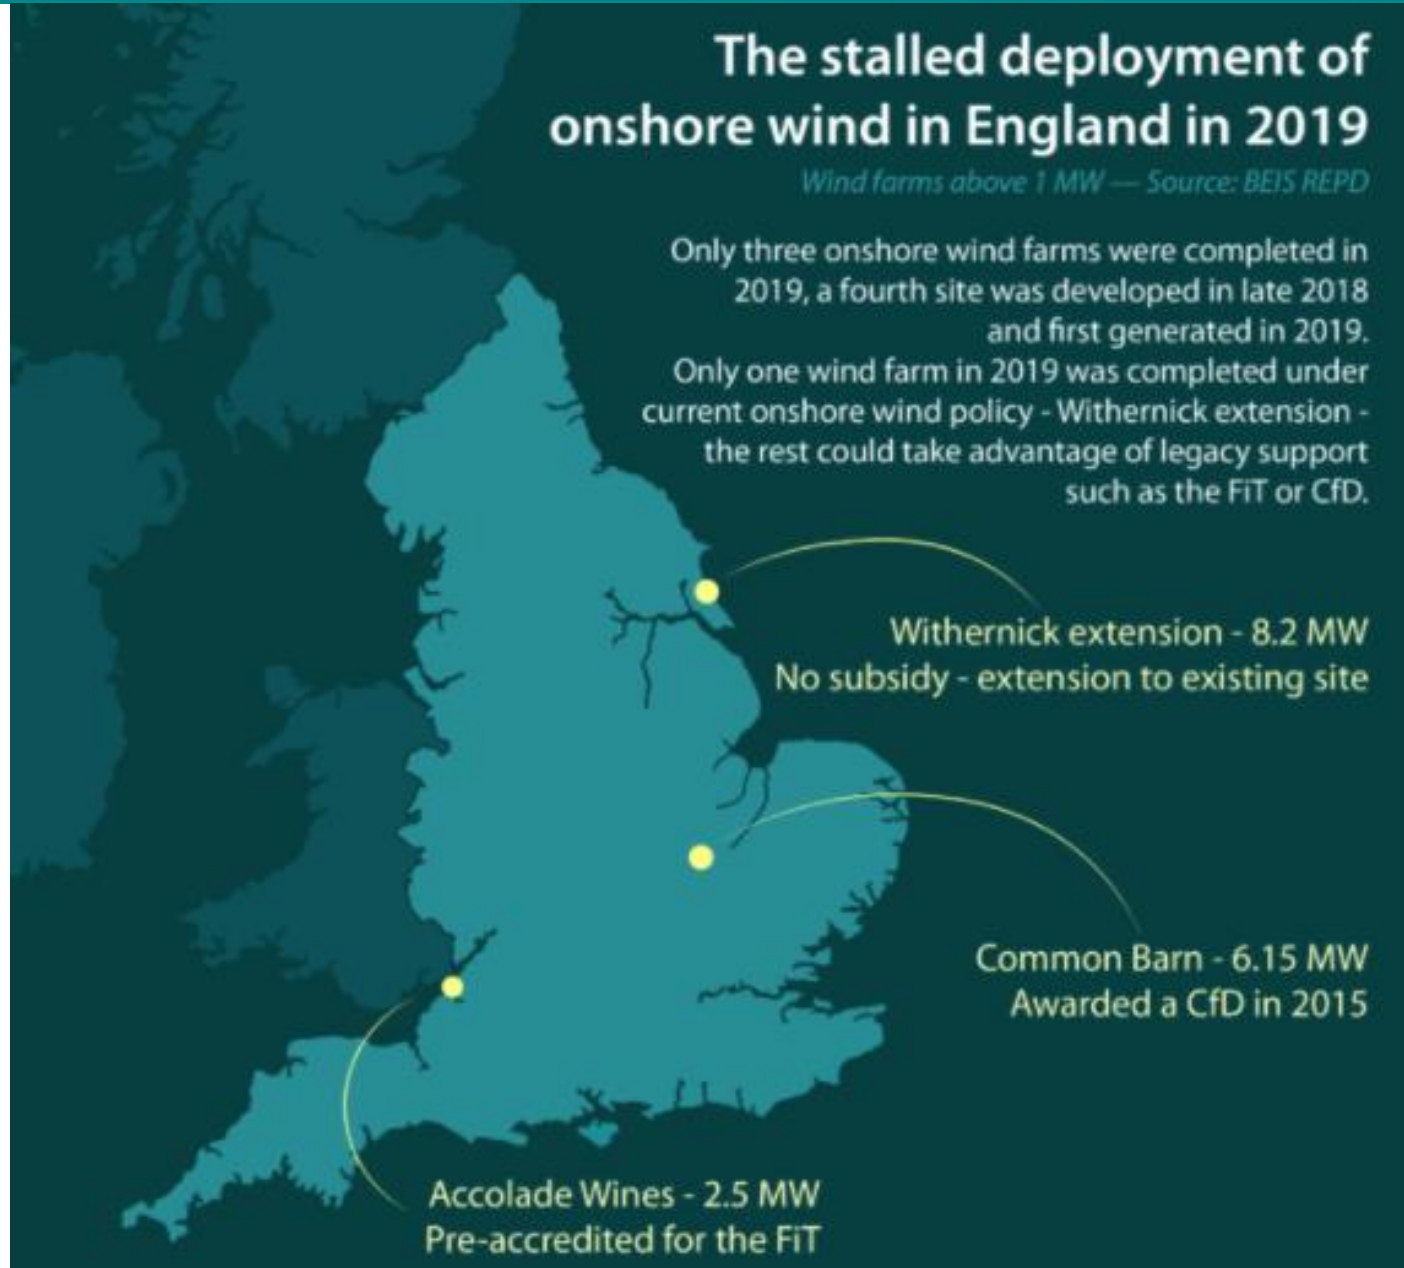 The stalled deployment of
onshore wind in England in 2019
Wind farms above 1 MW — Source: BEIS REPD
Only three onshore wind farms were completed in
2019, a fourth site was developed in late 2018
and first generated in 2019.
Only one wind farm in 2019 was completed under
current onshore wind policy - Withernick extension -
the rest could take advantage of legacy support
such as the FiT or CfD.
Withernick extension - 8.2 MW
No subsidy - extension to existing site
Common Barn - 6.15 MW
Awarded a CfD in 2015
Accolade Wines - 2.5 MW
Pre-accredited for the FiT